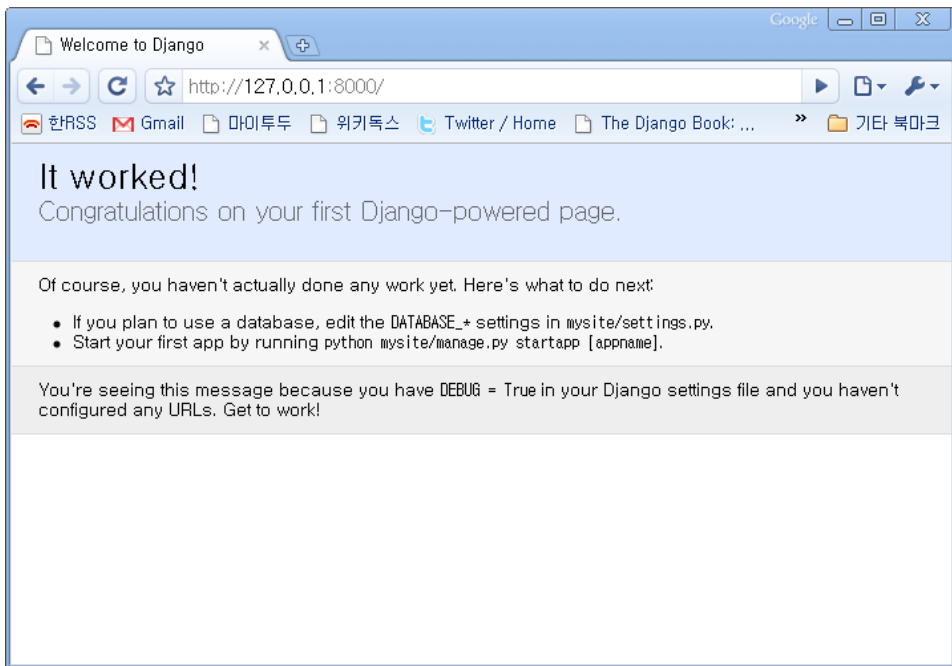 Google
Welcome to Django
http://127.0.0.1:8000/
한RSS Gmail 마이투두 위키독스 Twitter / Home The Django Book: ... » 기타 북마크
It worked!
Congratulations on your first Django-powered page.
Of course, you haven't actually done any work yet. Here's what to do next:
• If you plan to use a database, edit the DATABASE_* settings in mysite/settings.py.
• Start your first app by running python mysite/manage.py startapp [appname].
You're seeing this message because you have DEBUG = True in your Django settings file and you haven't
configured any URLs. Get to work!